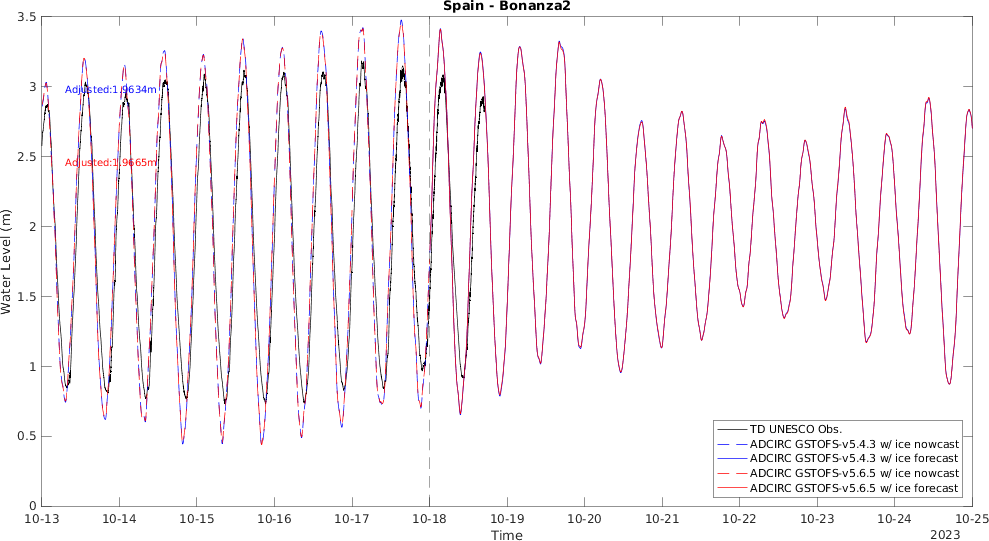 Spain - Bonanza2
Water Level (m)
3.5
3
2.5
2
1.5
1
0.5
0
Adjusted:1.9634m
Adjusted:1.9665m
TD UNESCO Obs.
ADCIRC GSTOFS-v5.4.3 w/ ice nowcast
ADCIRC GSTOFS-v5.4.3 w/ ice forecast
ADCIRC GSTOFS-v5.6.5 w/ ice nowcast
ADCIRC GSTOFS-v5.6.5 w/ ice forecast
10-13 10-14 10-15 10-16 10-17 10-18 10-19 10-20 10-21 10-22 10-23 10-24 10-25
Time
2023